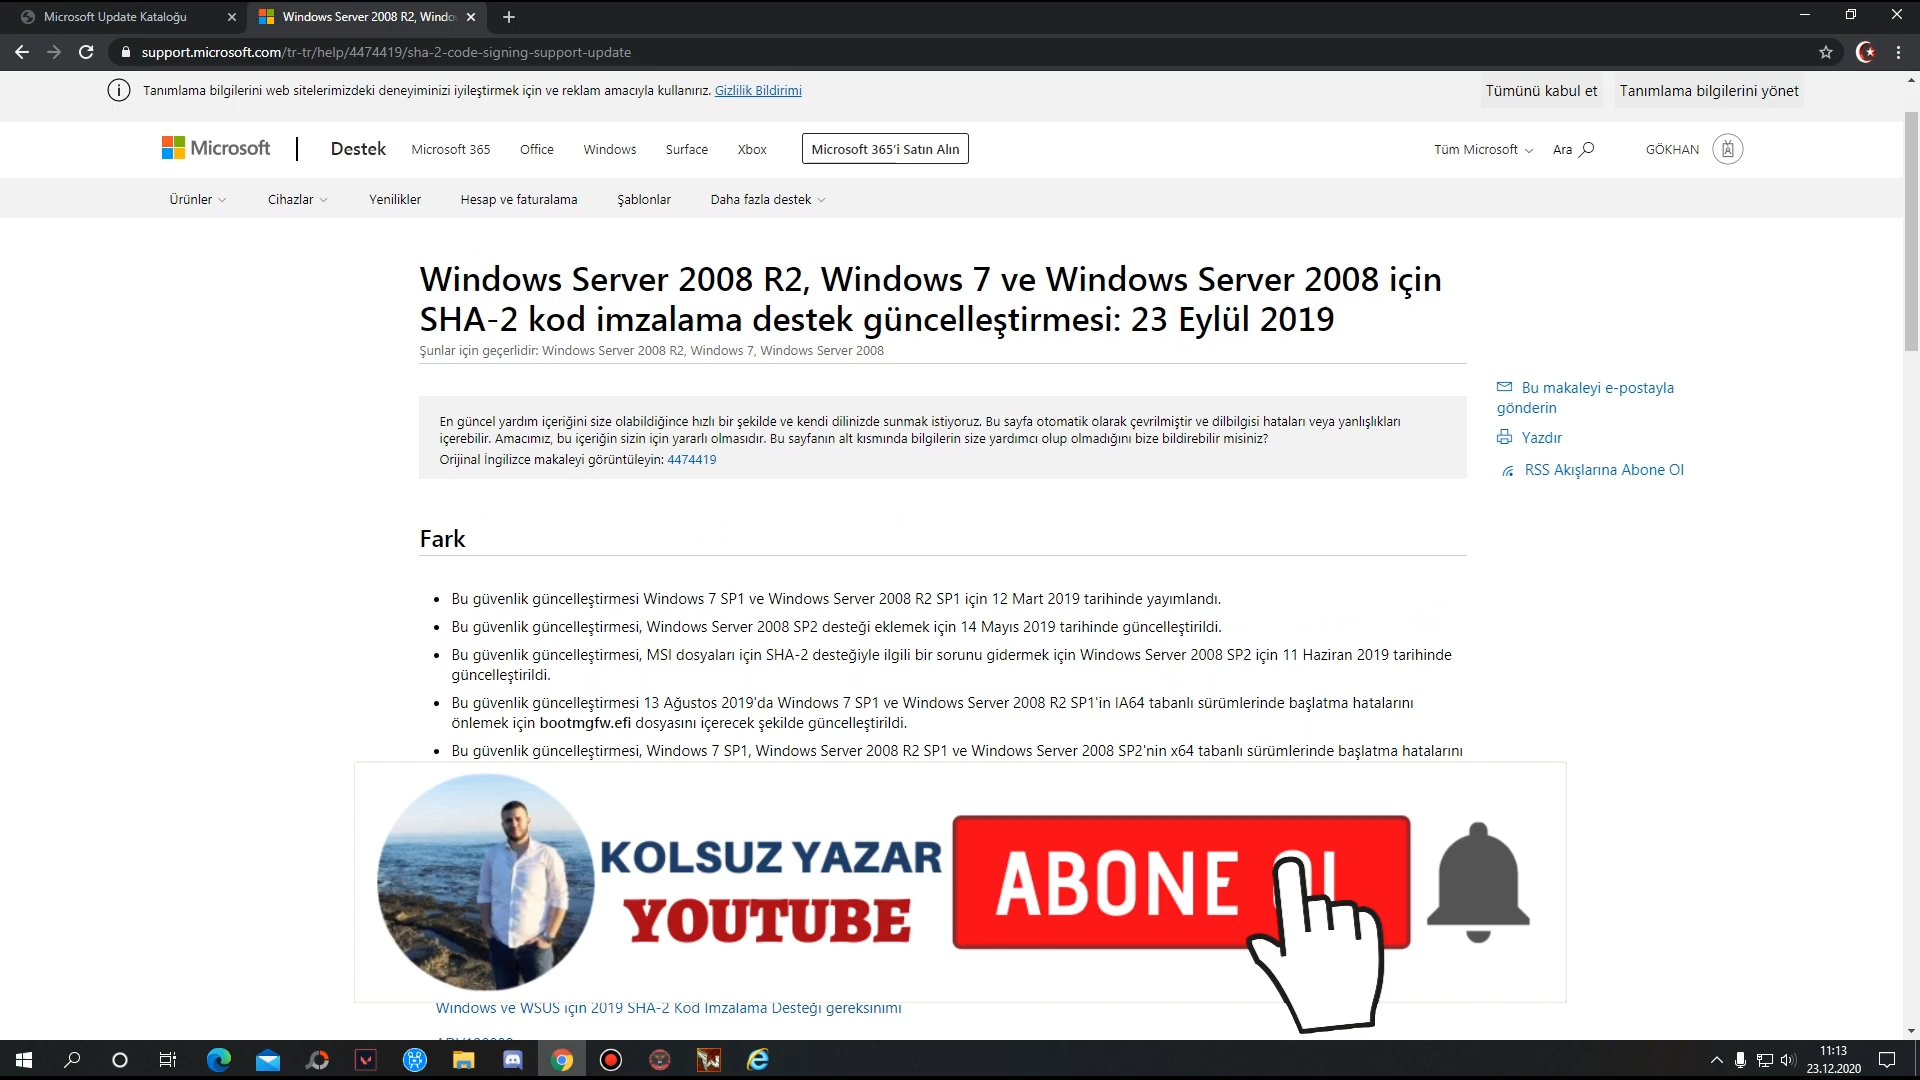 Microsoft Update Kataloğu
Windows Server 2008 R2, Windo
support.microsoft.com/tr-tr/help/4474419/sha-2-code-signing-support-update
Tanımlama bilgilerini web sitelerimizdeki deneyiminizi iyileştirmek için ve reklam amacıyla kullanırız. Gizlilik Bildirimi
Tümünü kabul et
Tanımlama bilgilerini yönet
Microsoft
Destek
Microsoft 365
Office
Windows
Surface
Xbox
Microsoft 365'i Satın Alın
Tüm Microsoft
Ara
GÖKHAN
Ürünler
Cihazlar
Yenilikler
Hesap ve faturalama
Şablonlar
Daha fazla destek
Windows Server 2008 R2, Windows 7 ve Windows Server 2008 için
SHA-2 kod imzalama destek güncelleştirmesi: 23 Eylül 2019
Şunlar için geçerlidir: Windows Server 2008 R2, Windows 7, Windows Server 2008
Bu makaleyi e-postayla
gönderin
Yazdır
RSS Akışlarına Abone Ol
En güncel yardım içeriğini size olabildiğince hızlı bir şekilde ve kendi dilinizde sunmak istiyoruz. Bu sayfa otomatik olarak çevrilmiştir ve dilbilgisi hataları veya yanlışlıkları
içerebilir. Amacımız, bu içeriğin sizin için yararlı olmasıdır. Bu sayfanın alt kısmında bilgilerin size yardımcı olup olmadığını bize bildirebilir misiniz?
Orijinal İngilizce makaleyi görüntüleyin: 4474419
Fark
Bu güvenlik güncelleştirmesi Windows 7 SP1 ve Windows Server 2008 R2 SP1 için 12 Mart 2019 tarihinde yayımlandı.
Bu güvenlik güncelleştirmesi, Windows Server 2008 SP2 desteği eklemek için 14 Mayıs 2019 tarihinde güncelleştirildi.
Bu güvenlik güncelleştirmesi, MSI dosyaları için SHA-2 desteğiyle ilgili bir sorunu gidermek için Windows Server 2008 SP2 için 11 Haziran 2019 tarihinde
güncelleştirildi.
Bu güvenlik güncelleştirmesi 13 Ağustos 2019'da Windows 7 SP1 ve Windows Server 2008 R2 SP1'in IA64 tabanlı sürümlerinde başlatma hatalarını
önlemek için bootmgfw.efi dosyasını içerecek şekilde güncelleştirildi.
Bu güvenlik güncelleştirmesi, Windows 7 SP1, Windows Server 2008 R2 SP1 ve Windows Server 2008 SP2'nin x64 tabanlı sürümlerinde başlatma hatalarını
KOLSUZ YAZAR
YOUTUBE
ABONE OL
Windows ve WSUS için 2019 SHA-2 Kod İmzalama Desteği gereksinimi
11:13
23.12.2020